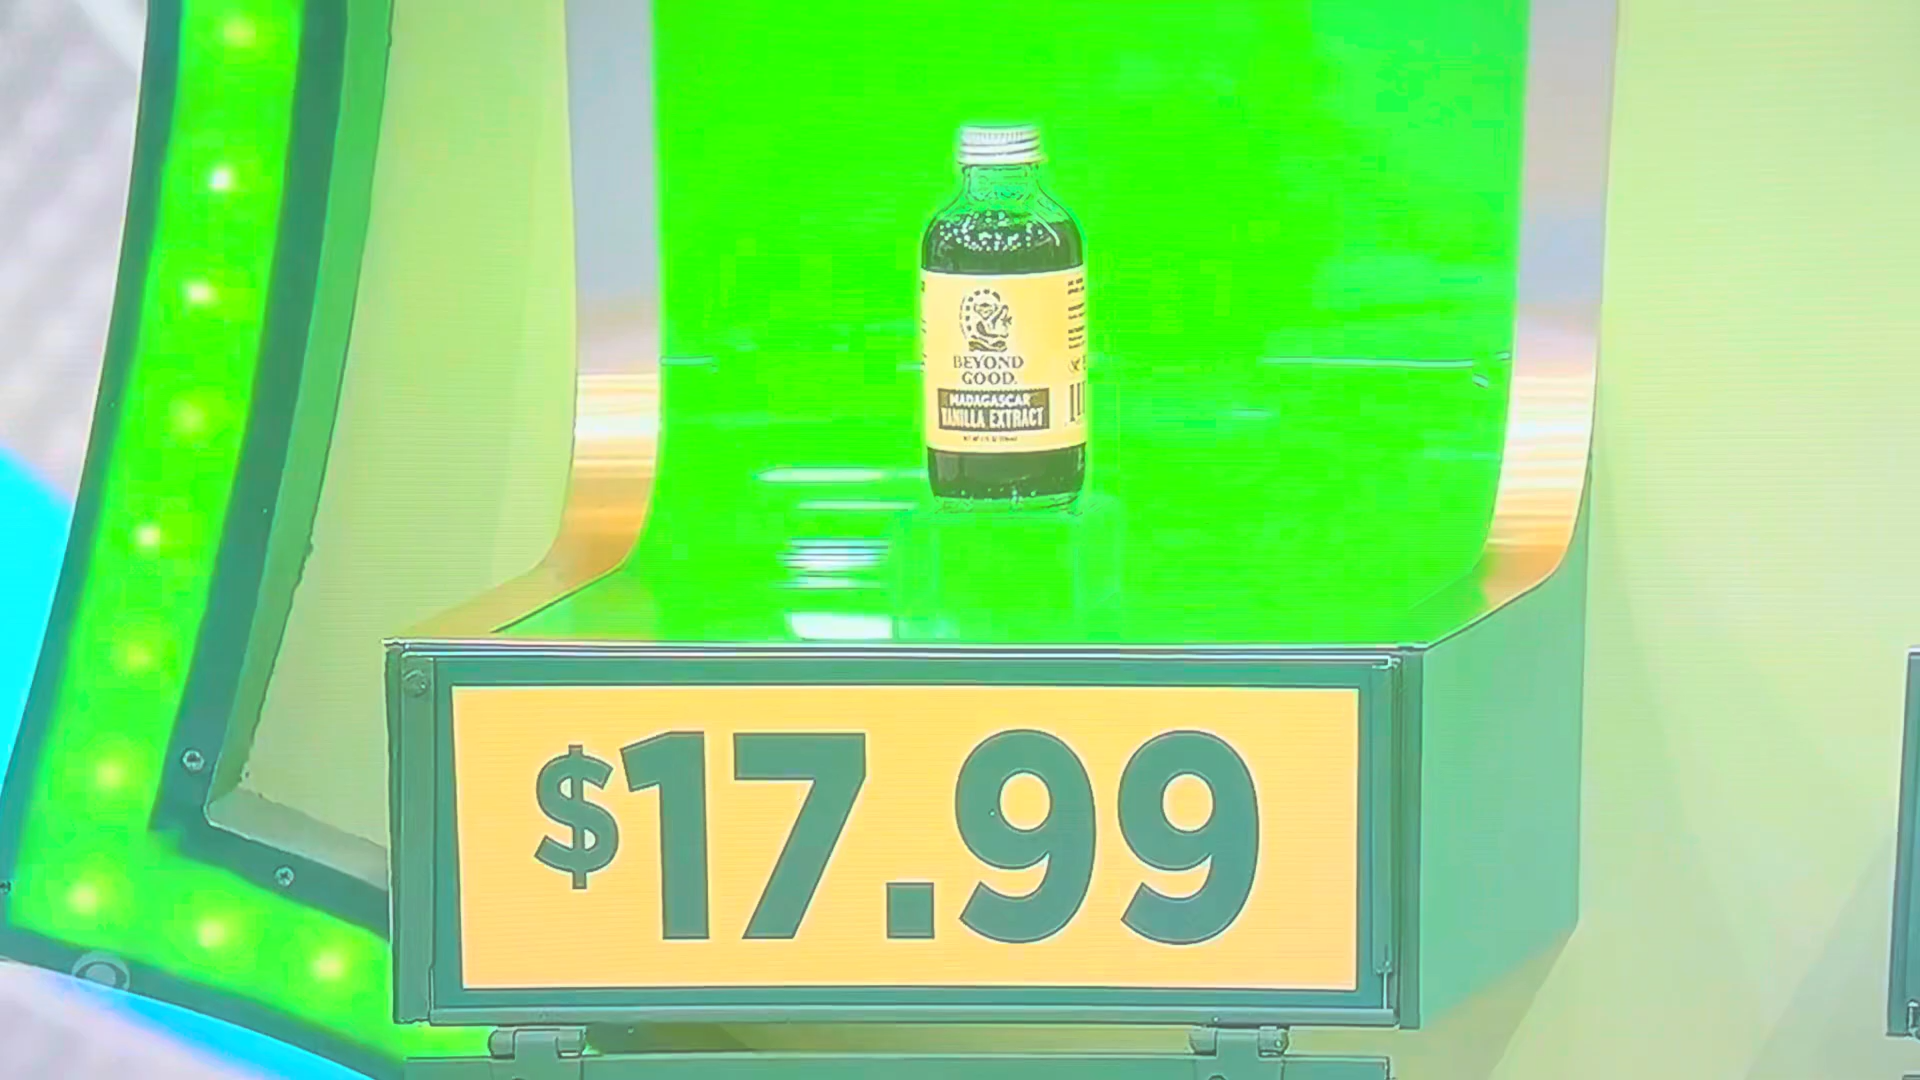 BEYOND
GOOD.
MADAGASCAR
VANILLA EXTRACT
$17.99